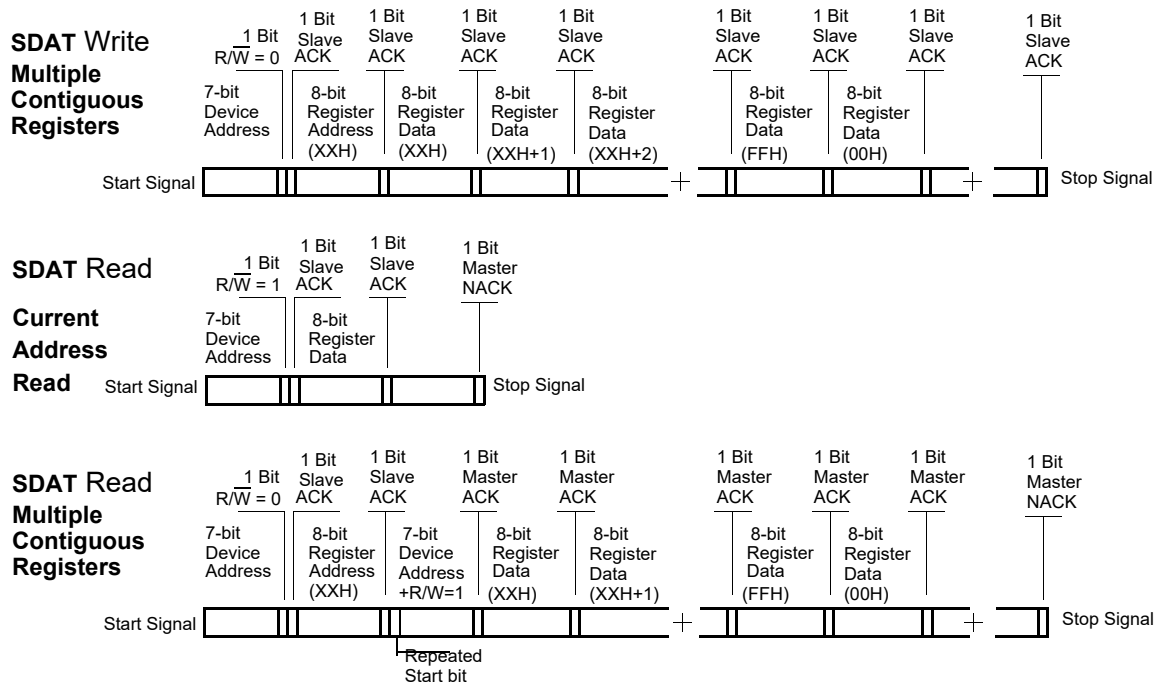 SDAT Write
Multiple
Contiguous
Registers
1 Bit
R/W = 0
1 Bit
Slave
ACK
1 Bit
Slave
ACK
1 Bit
Slave
ACK
1 Bit
Slave
ACK
1 Bit
Slave
ACK
1 Bit
Slave
ACK
1 Bit
Slave
ACK
1 Bit
Slave
ACK
7-bit
Device
Address
8-bit
Register
Address
(XXH)
8-bit
Register
Data
(XXH)
8-bit
Register
Data
(XXH+1)
8-bit
Register
Data
(XXH+2)
8-bit
Register
Data
(FFH)
8-bit
Register
Data
(00H)
Start Signal
Stop Signal
SDAT Read
Current
Address
Read
1 Bit
R/W = 1
1 Bit
Slave
ACK
1 Bit
Slave
ACK
1 Bit
Master
NACK
7-bit
Device
Address
8-bit
Register
Data
Start Signal
Stop Signal
SDAT Read
Multiple
Contiguous
Registers
1 Bit
R/W = 0
1 Bit
Slave
ACK
1 Bit
Slave
ACK
1 Bit
Master
ACK
1 Bit
Master
ACK
1 Bit
Master
ACK
1 Bit
Master
ACK
1 Bit
Master
ACK
1 Bit
Master
NACK
7-bit
Device
Address
8-bit
Register
Address
(XXH)
7-bit
Device
Address
+R/W=1
8-bit
Register
Data
(XXH)
8-bit
Register
Data
(XXH+1)
8-bit
Register
Data
(FFH)
8-bit
Register
Data
(00H)
Start Signal
Stop Signal
Repeated
Start bit